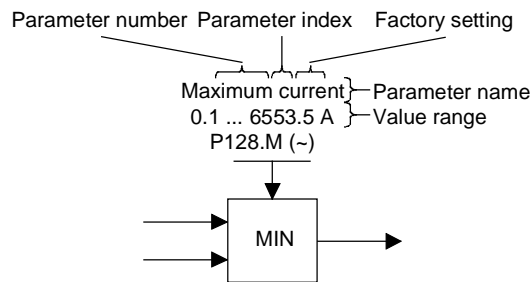 Parameter number Parameter index Factory setting
Maximum current Parameter name
0.1 ... 6553.5 A Value range
P128.M (~)
MIN